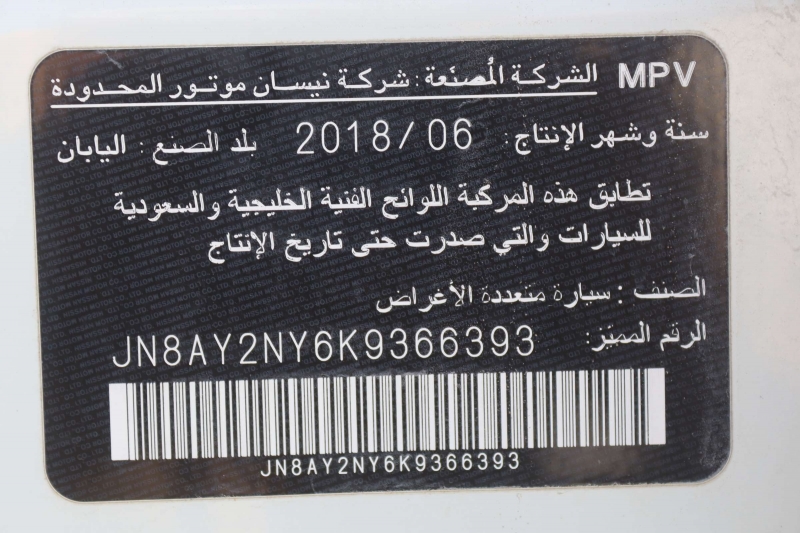 MPV الشركة المُصنّعة: شركة نيسان موتور المحدودة
سنة وشهر الإنتاج: 2018/06 بلد الصنع: اليابان
تطابق هذه المركبة اللوائح الفنية الخليجية والسعودية
للسيارات والتي صدرت حتى تاريخ الإنتاج
الصنف: سيارة متعددة الأغراض
الرقم المميّز: JN8AY2NY6K9366393
JN8AY2NY6K9366393